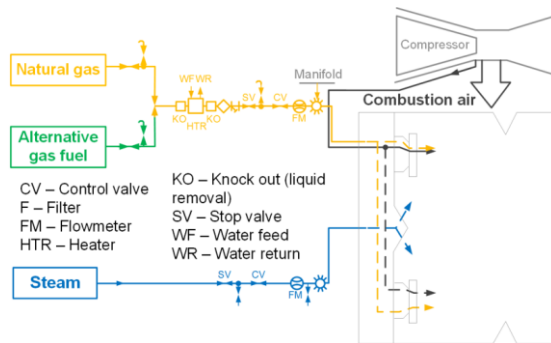 Natural gas
Alternative
gas fuel
WF WR
KO
HTR
KO
SV
CV
FM
Manifold
Compressor
Combustion air
CV – Control valve
F – Filter
FM – Flowmeter
HTR – Heater
KO – Knock out (liquid
removal)
SV – Stop valve
WF – Water feed
WR – Water return
Steam
SV
CV
FM